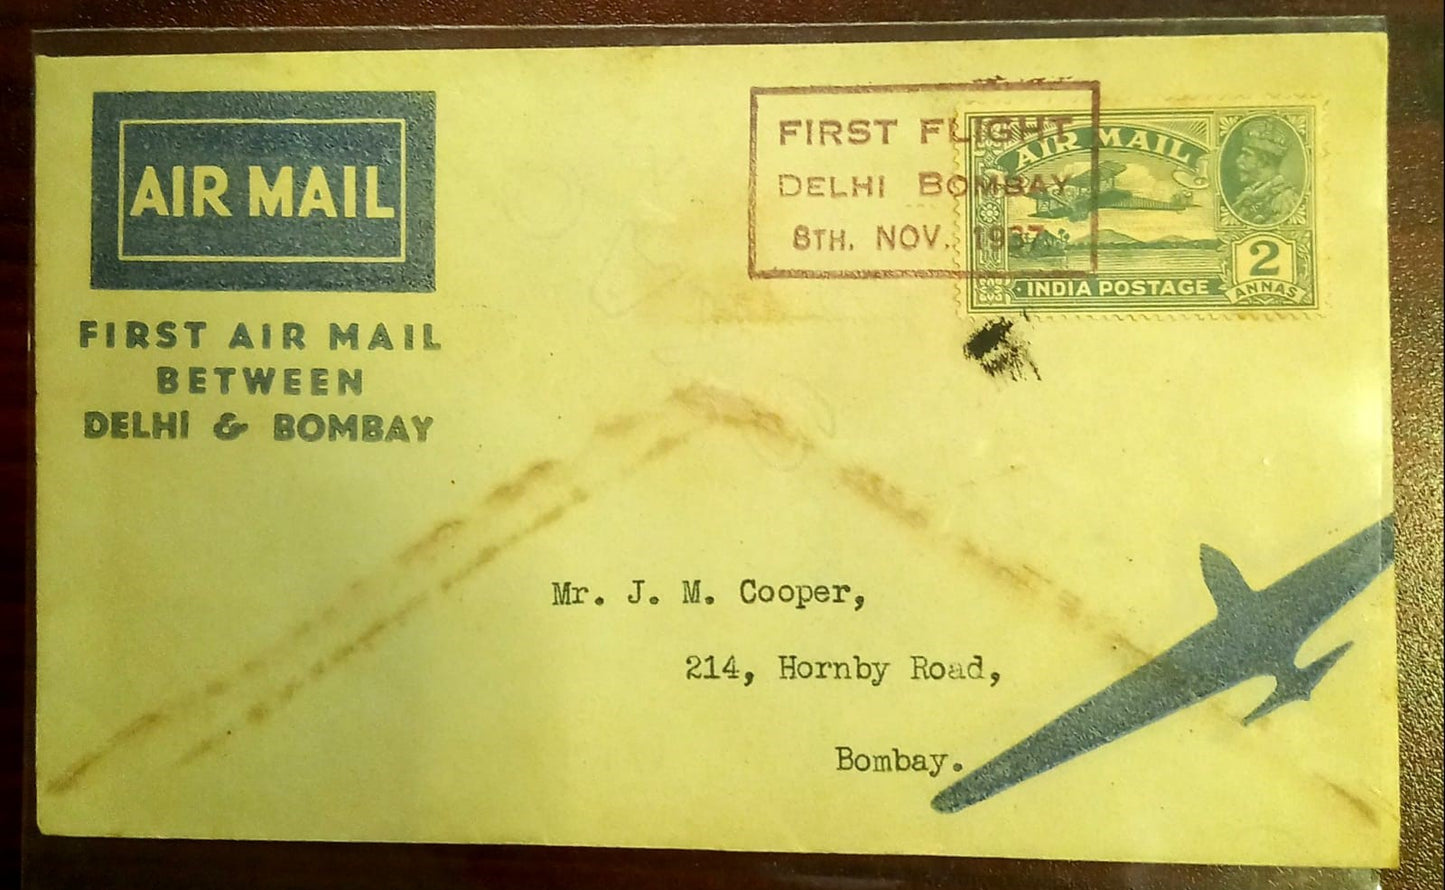 AIR MAIL
FIRST AIR MAIL
BETWEEN
DELHI & BOMBAY
FIRST FLIGHT
DELHI BOMBAY
8TH. NOV. 1937
AIR MAIL
2
ANNAS
INDIA POSTAGE
Mr. J. M. Cooper,
214, Hornby Road,
Bombay.